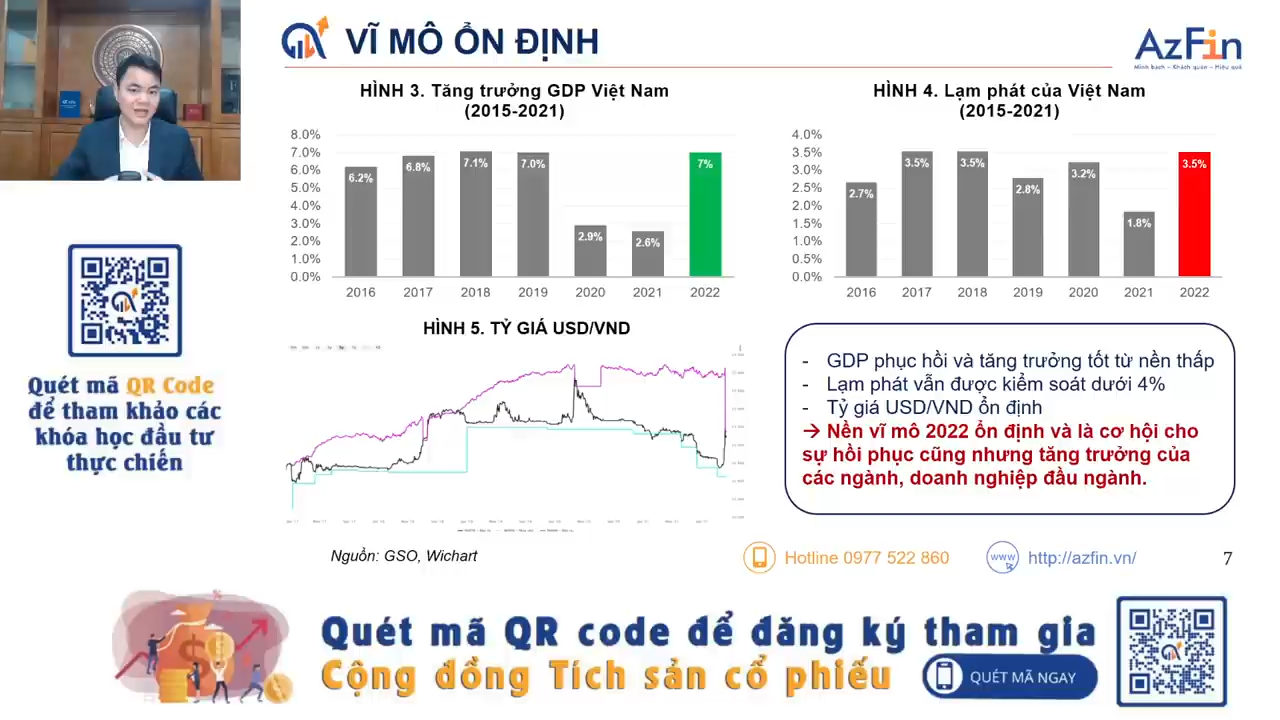 VĨ MÔ ỔN ĐỊNH
AzFin
Minh bạch – Khách quan – Hiệu quả
HÌNH 3. Tăng trưởng GDP Việt Nam
(2015-2021)
8.0%
7.0%
6.0%
5.0%
4.0%
3.0%
2.0%
1.0%
0.0%
6.2%
6.8%
7.1%
7.0%
2.9%
2.6%
7%
2016
2017
2018
2019
2020
2021
2022
HÌNH 4. Lạm phát của Việt Nam
(2015-2021)
4.0%
3.5%
3.0%
2.5%
2.0%
1.5%
1.0%
0.5%
0.0%
2.7%
3.5%
3.5%
2.8%
3.2%
1.8%
3.5%
2016
2017
2018
2019
2020
2021
2022
Quét mã QR Code
để tham khảo các
khóa học đầu tư
thực chiến
HÌNH 5. TỶ GIÁ USD/VND
- GDP phục hồi và tăng trưởng tốt từ nền thấp
- Lạm phát vẫn được kiểm soát dưới 4%
- Tỷ giá USD/VND ổn định
→ Nền vĩ mô 2022 ổn định và là cơ hội cho
sự hồi phục cũng nhưng tăng trưởng của
các ngành, doanh nghiệp đầu ngành.
Nguồn: GSO, Wichart
Hotline 0977 522 860
www
http://azfin.vn/
7
Quét mã QR code để đăng ký tham gia
Cộng đồng Tích sản cổ phiếu
QUÉT MÃ NGAY